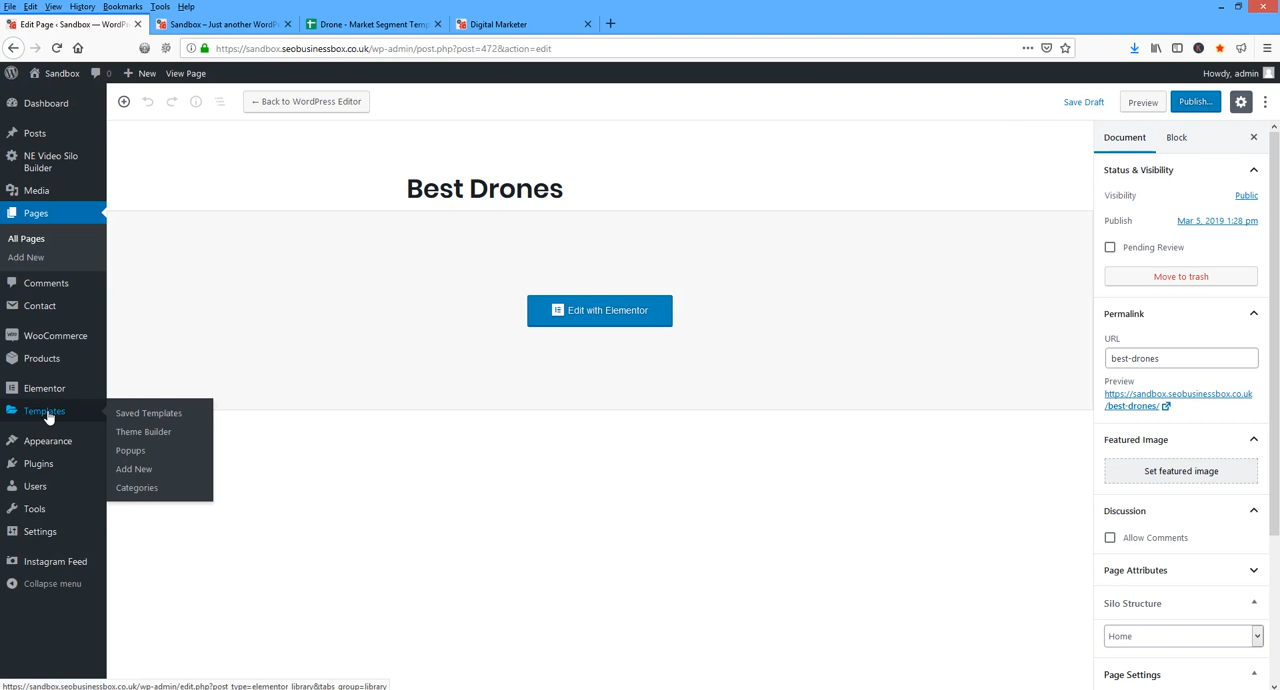 File Edit View History Bookmarks Tools Help
Edit Page ‹ Sandbox — WordPr
Sandbox – Just another WordPr
Drone - Market Segment Temp
Digital Marketer
https://sandbox.seobusinessbox.co.uk/wp-admin/post.php?post=472&action=edit
Sandbox 0 New View Page Howdy, admin
Dashboard
Posts
NE Video Silo
Builder
Media
Pages
All Pages
Add New
Comments
Contact
WooCommerce
Products
Elementor
Templates
Appearance
Plugins
Users
Tools
Settings
Instagram Feed
Collapse menu
Saved Templates
Theme Builder
Popups
Add New
Categories
← Back to WordPress Editor
Save Draft Preview Publish...
Best Drones
Edit with Elementor
Document Block
Status & Visibility
Visibility Public
Publish Mar 5, 2019 1:28 pm
Pending Review
Move to trash
Permalink
URL
best-drones
Preview
https://sandbox.seobusinessbox.co.uk
/best-drones/
Featured Image
Set featured image
Discussion
Allow Comments
Page Attributes
Silo Structure
Home
Page Settings
https://sandbox.seobusinessbox.co.uk/wp-admin/edit.php?post_type=elementor_library&tabs_group=library